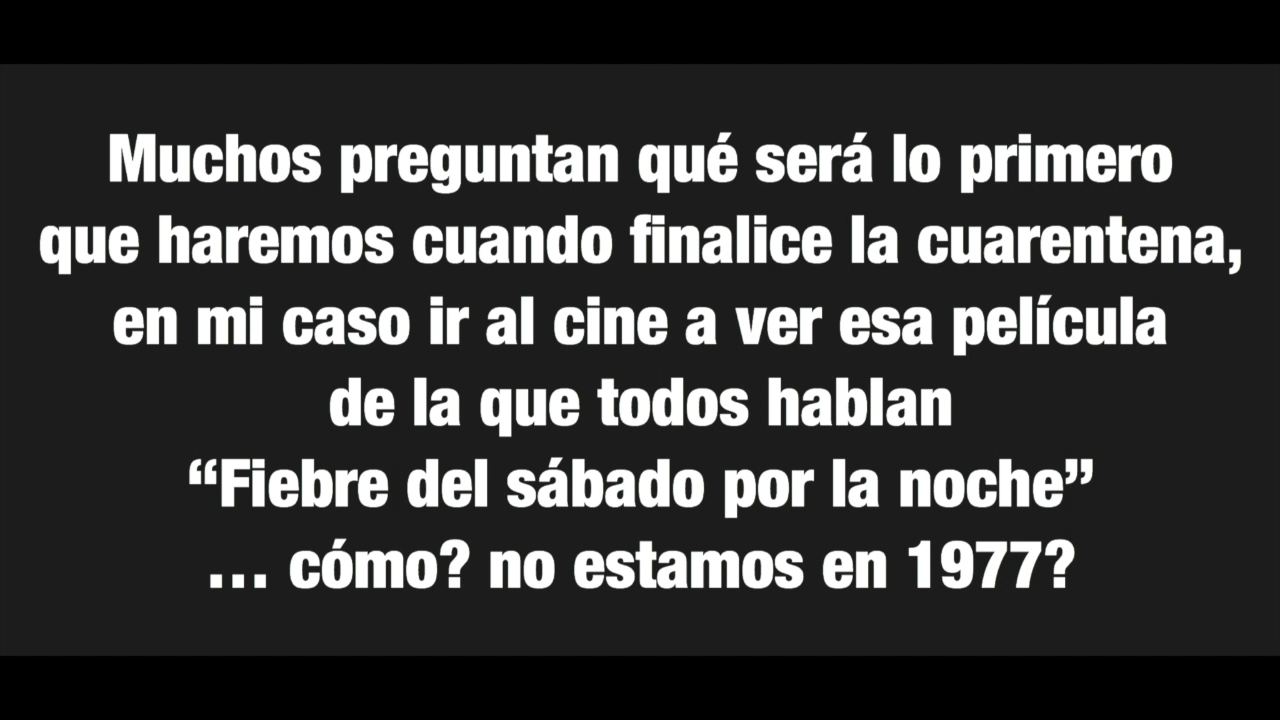 Muchos preguntan qué será lo primero
que haremos cuando finalice la cuarentena,
en mi caso ir al cine a ver esa película
de la que todos hablan
“Fiebre del sábado por la noche”
… cómo? no estamos en 1977?